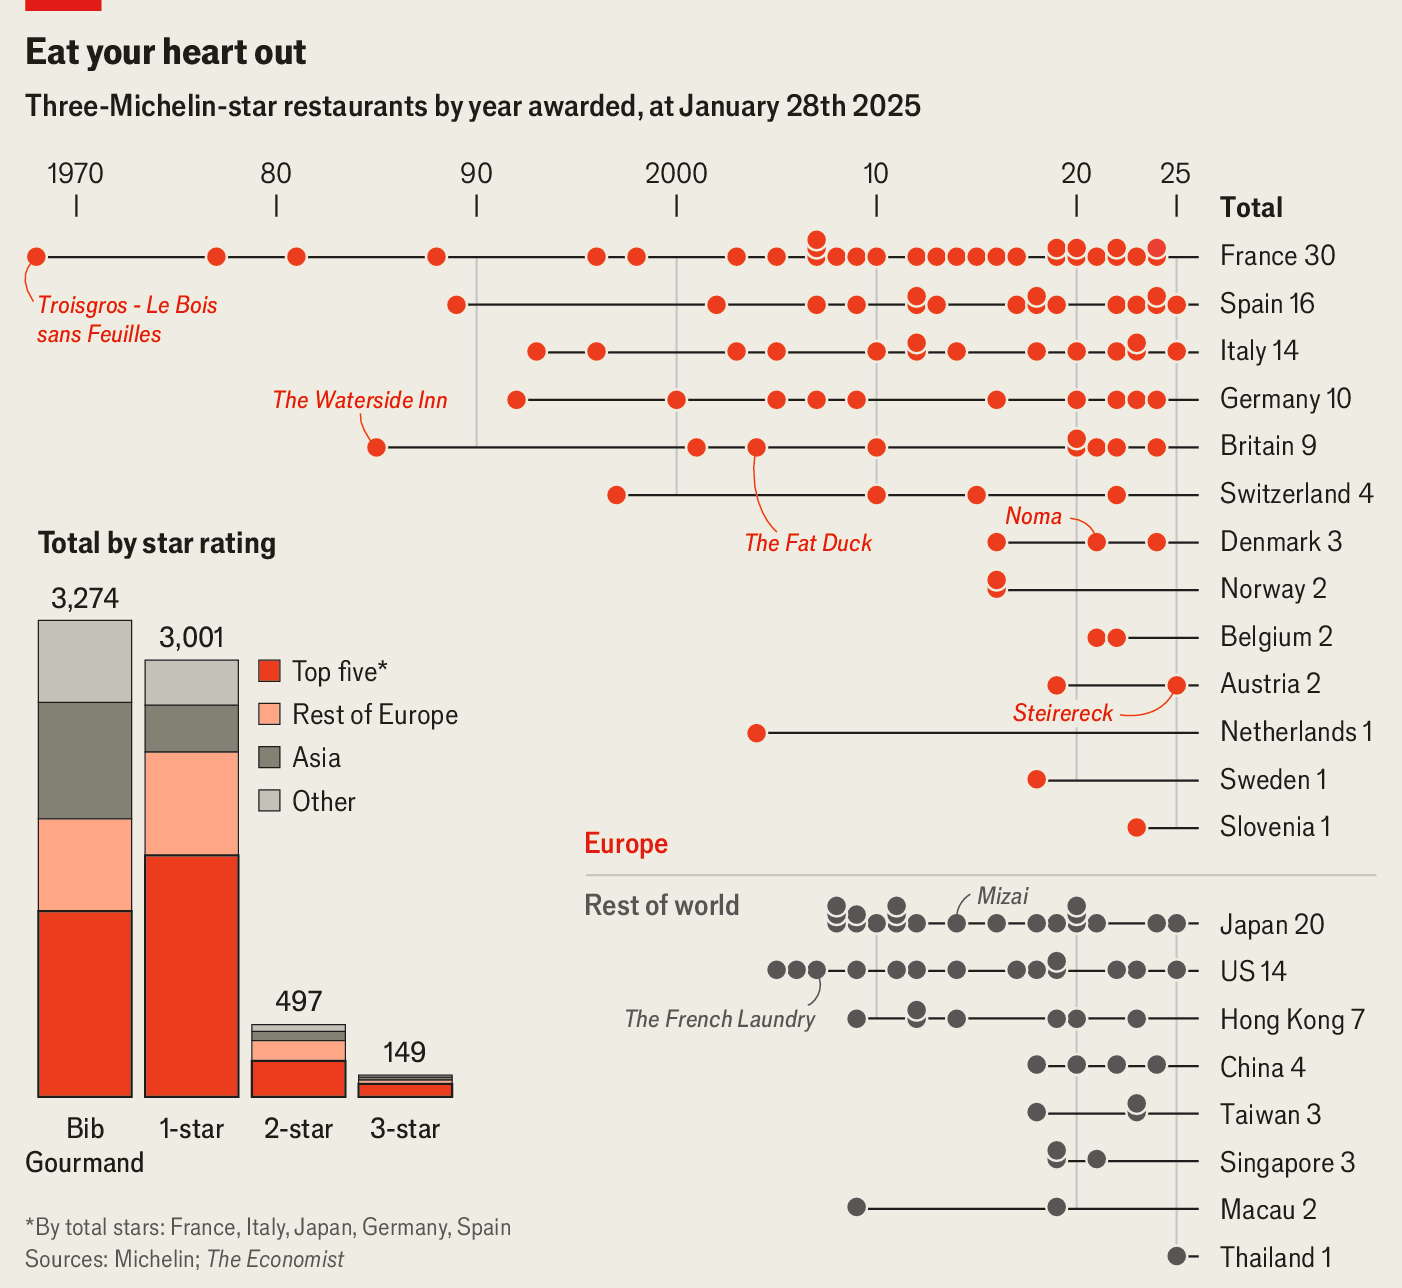 Eat your heart out
Three-Michelin-star restaurants by year awarded, at January 28th 2025
1970 80 90 2000 10 20 25
Total
France 30
Troisgros - Le Bois
sans Feuilles
Spain 16
Italy 14
The Waterside Inn
Germany 10
Britain 9
Switzerland 4
Noma
The Fat Duck
Denmark 3
Norway 2
Belgium 2
Austria 2
Steirereck
Netherlands 1
Sweden 1
Slovenia 1
Europe
Rest of world
Mizai
Japan 20
US 14
The French Laundry
Hong Kong 7
China 4
Taiwan 3
Singapore 3
Macau 2
Thailand 1
Total by star rating
3,274
3,001
Top five*
Rest of Europe
Asia
Other
497
149
Bib
Gourmand
1-star
2-star
3-star
*By total stars: France, Italy, Japan, Germany, Spain
Sources: Michelin; The Economist